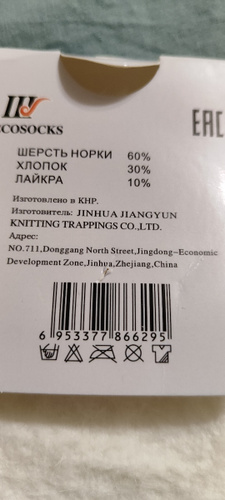 COSOCKS
EAC
ШЕРСТЬ НОРКИ 60%
ХЛОПОК 30%
ЛАЙКРА 10%
Изготовлено в КНР.
Изготовитель: JINHUA JIANGYUN
KNITTING TRAPPINGS CO.,LTD.
Адрес:
NO.711,Donggang North Street,Jingdong-Economic
Development Zone,Jinhua,Zhejiang,China
6 953377 866295